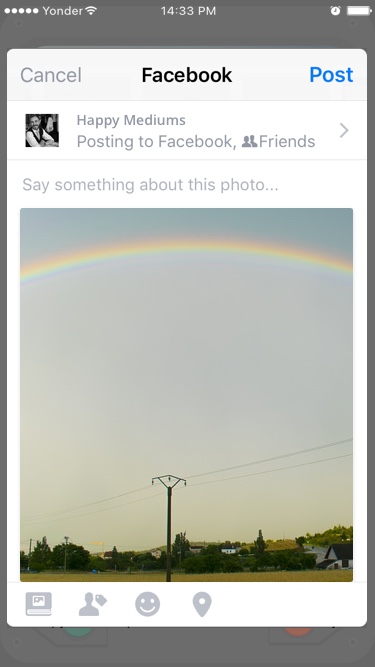 Yonder 14:33 PM
Cancel Facebook Post
Happy Mediums
Posting to Facebook, Friends
Say something about this photo...